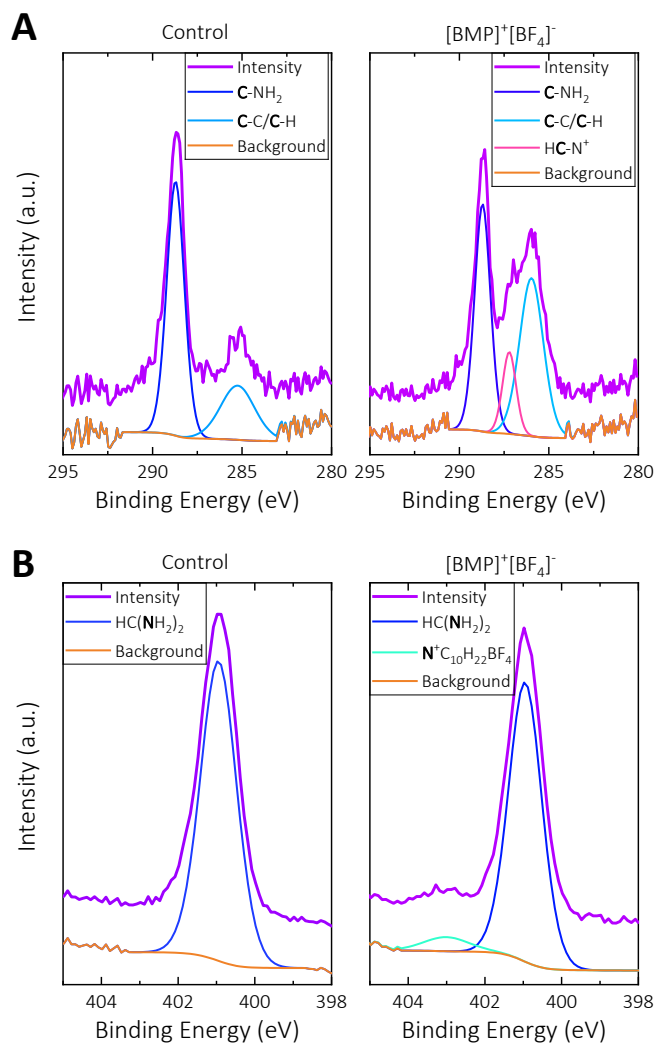 A
Control
[BMP]⁺[BF₄]⁻
Intensity
C-NH₂
C-C/C-H
Background
Intensity
C-NH₂
C-C/C-H
HC-N⁺
Background
Intensity (a.u.)
295 290 285 280
295 290 285 280
Binding Energy (eV)
Binding Energy (eV)
B
Control
[BMP]⁺[BF₄]⁻
Intensity
HC(NH₂)₂
Background
Intensity
HC(NH₂)₂
N⁺C₁₀H₂₂BF₄
Background
Intensity (a.u.)
404 402 400 398
404 402 400 398
Binding Energy (eV)
Binding Energy (eV)